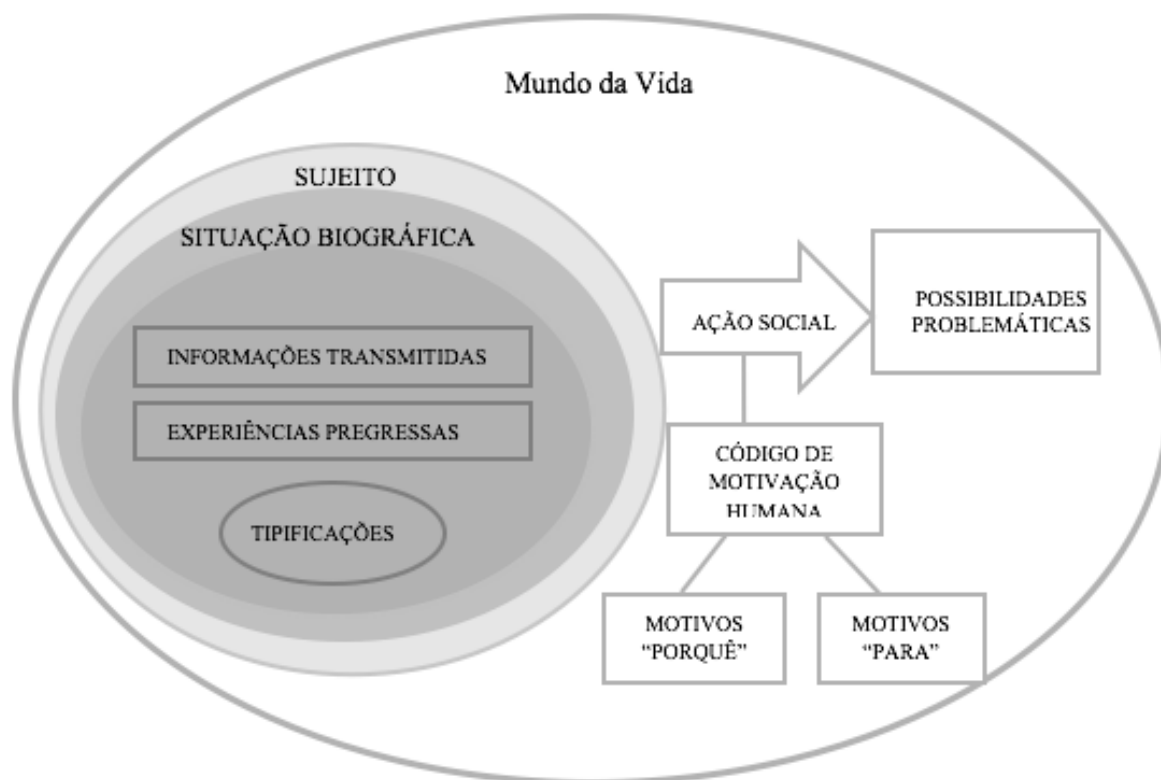 Mundo da Vida
SUJEITO
SITUAÇÃO BIOGRÁFICA
INFORMAÇÕES TRANSMITIDAS
EXPERIÊNCIAS PREGRESSAS
TIPIFICAÇÕES
AÇÃO SOCIAL
POSSIBILIDADES
PROBLEMÁTICAS
CÓDIGO DE
MOTIVAÇÃO
HUMANA
MOTIVOS
“PORQUÊ”
MOTIVOS
“PARA”